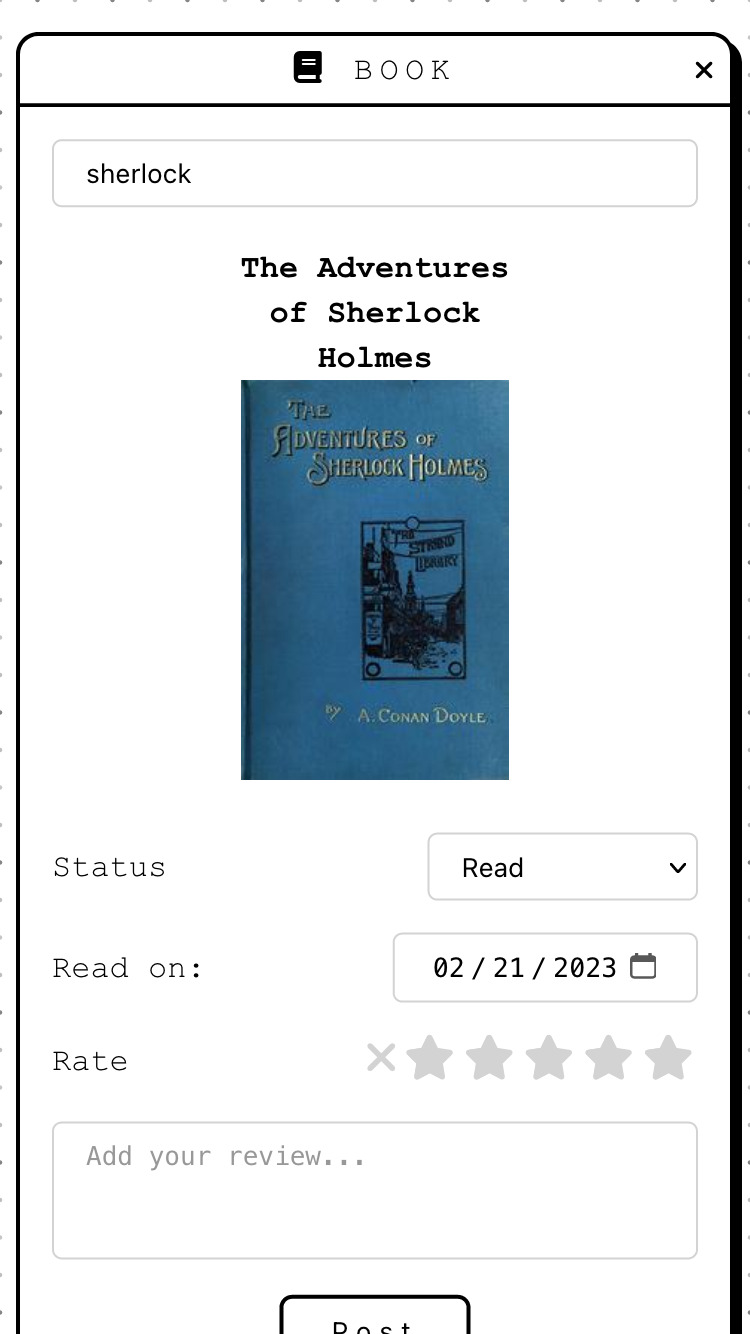 BOOK
sherlock
The Adventures
of Sherlock
Holmes
THE
ADVENTURES OF
SHERLOCK HOLMES
THE
STRAND
LIBRARY
BY A. CONAN DOYLE.
Status
Read
Read on:
02/21/2023
Rate
Add your review...
Post